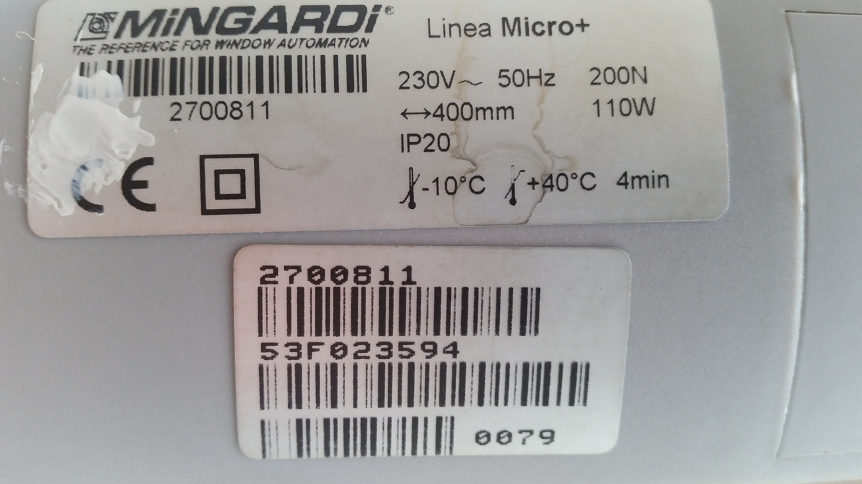 MiNGARDi®
THE REFERENCE FOR WINDOW AUTOMATION
Linea Micro+
2700811
230V~ 50Hz 200N
↔400mm 110W
IP20
CE
-10°C +40°C 4min
2700811
53F023594
0079